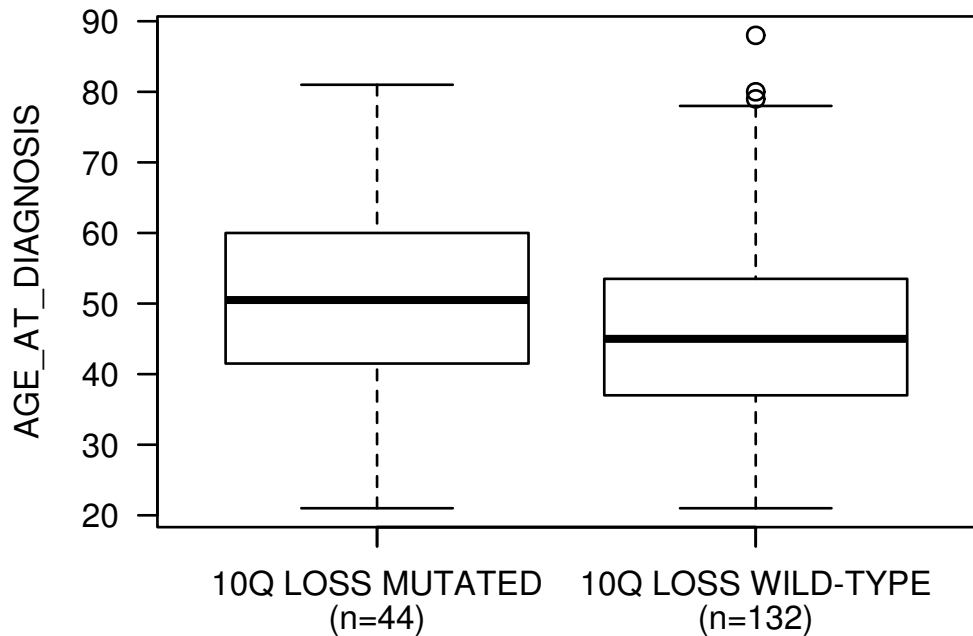 90
80
70
60
50
40
30
20
AGE_AT_DIAGNOSIS
10Q LOSS MUTATED
(n=44)
10Q LOSS WILD-TYPE
(n=132)